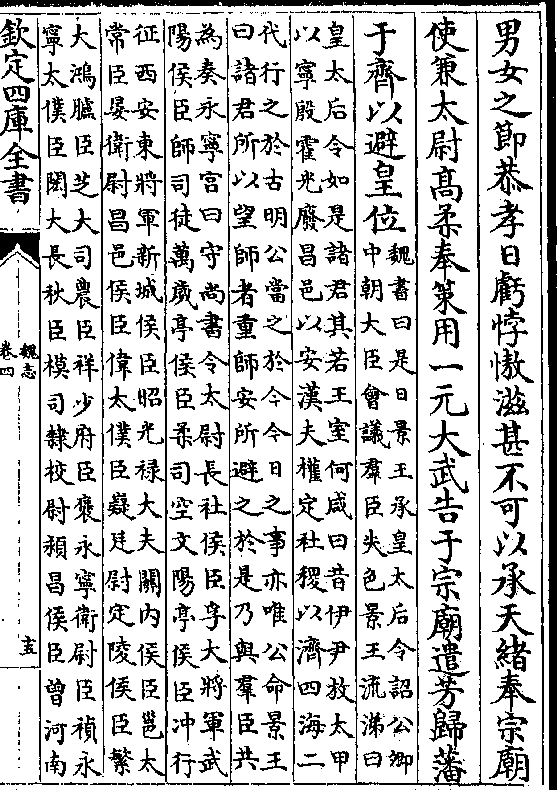 男女之節恭孝日虧悖慠滋甚不可以承天緒奉宗廟
使兼太尉髙柔奉策用一元大武告于宗廟遣芳歸藩
于齊以避皇位
魏書曰是日景王承皇太后令詔公卿
中朝大臣會議羣臣失色景王流涕曰
皇太后令如是諸君其若王室何咸曰昔伊尹放太甲
以寧殷霍光廢昌邑以安漢夫權定社稷以濟四海二
代行之於古明公當之於今今日之事亦唯公命景王
曰諸君所以望師者重師安所避之於是乃與羣臣共
為奏永寧宮曰守尚書令太尉長社侯臣孚大將軍武
陽侯臣師司徒萬歲亭侯臣柔司空文陽亭侯臣冲行
征西安東將軍新城侯臣昭光祿大夫關内侯臣邕太
常臣晏衛尉昌邑侯臣偉太僕臣嶷廷尉定陵侯臣繁
大鴻臚臣芝大司農臣祥少府臣褒永寧衛尉臣禎永
寧太僕臣閣大長秋臣模司隸校尉潁昌侯臣曾河南
欽定四庫全書
魏志
卷四
十五